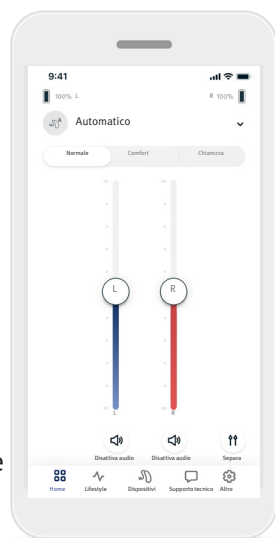 9:41
100% L R 100%
A
Automatico
Normale Comfort Chiarezza
L R
L R
Disattiva audio Disattiva audio Separa
e
Home Lifestyle Dispositivi Supporto tecnico Altro